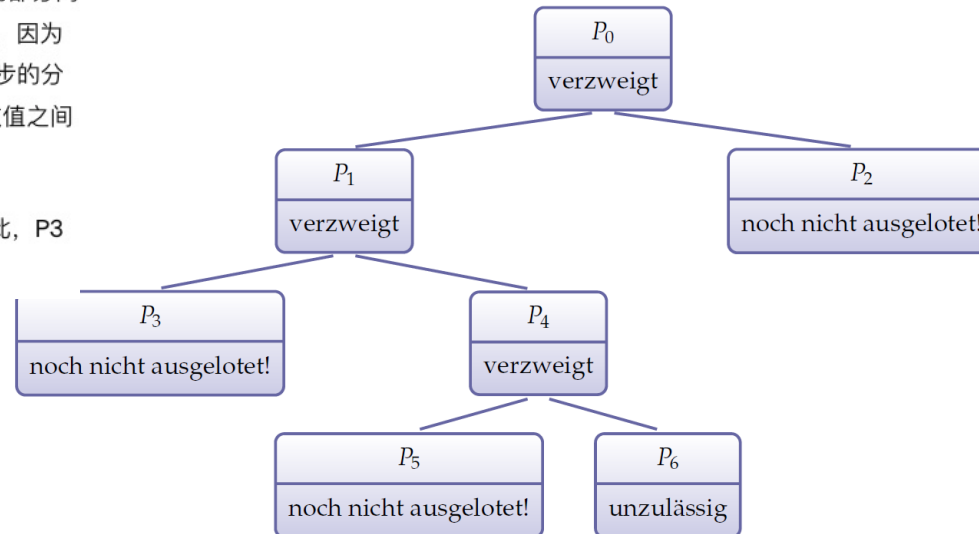 因为
步的分
值之间
比，P3
P0
verzweigt
P1
verzweigt
P2
noch nicht ausgelotet!
P3
noch nicht ausgelotet!
P4
verzweigt
P5
noch nicht ausgelotet!
P6
unzulässig